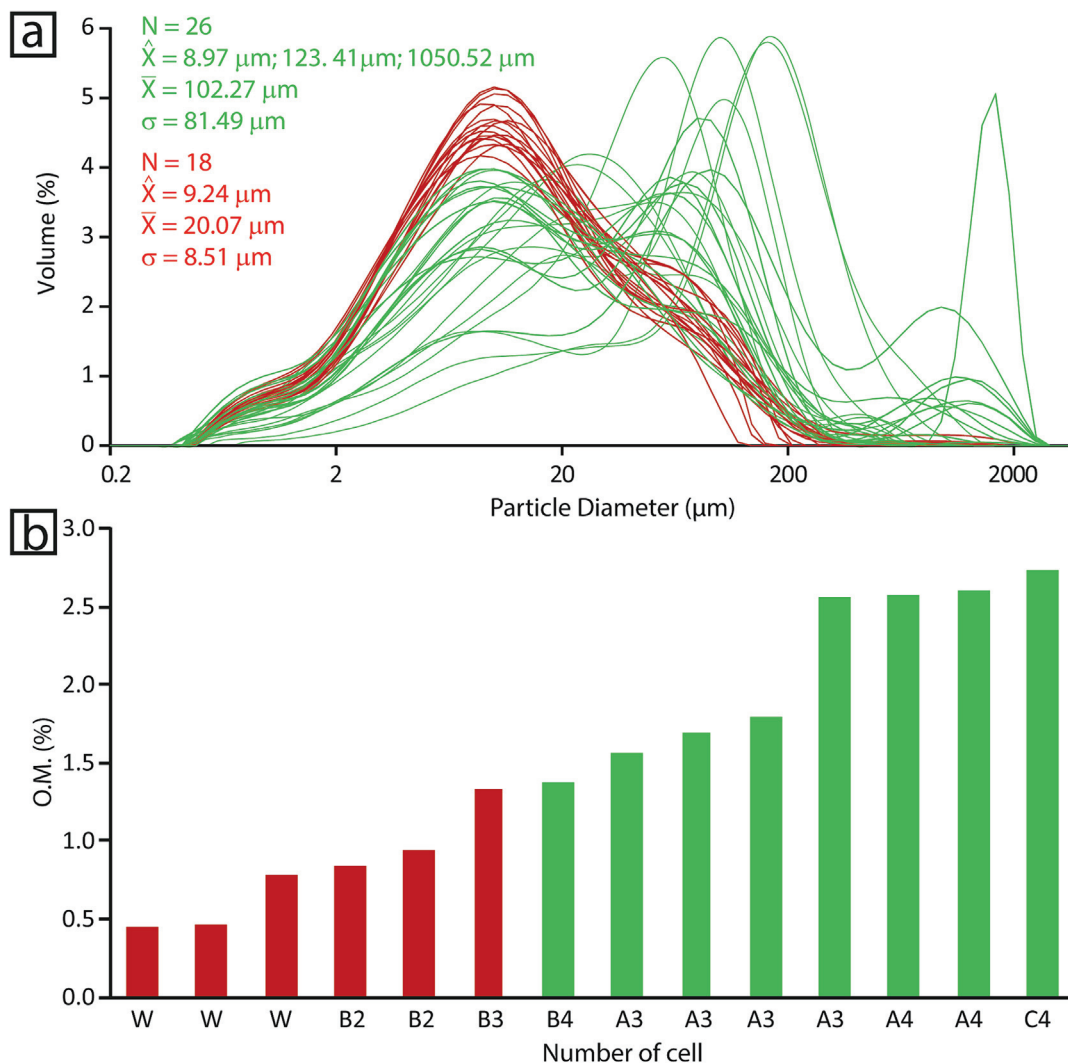 a
N = 26
X̂ = 8.97 μm; 123. 41μm; 1050.52 μm
X̄ = 102.27 μm
σ = 81.49 μm
N = 18
X̂ = 9.24 μm
X̄ = 20.07 μm
σ = 8.51 μm
Volume (%)
6
5
4
3
2
1
0
0.2 2 20 200 2000
Particle Diameter (μm)
b
O.M. (%)
3.0
2.5
2.0
1.5
1.0
0.5
0.0
W W W B2 B2 B3 B4 A3 A3 A3 A3 A4 A4 C4
Number of cell